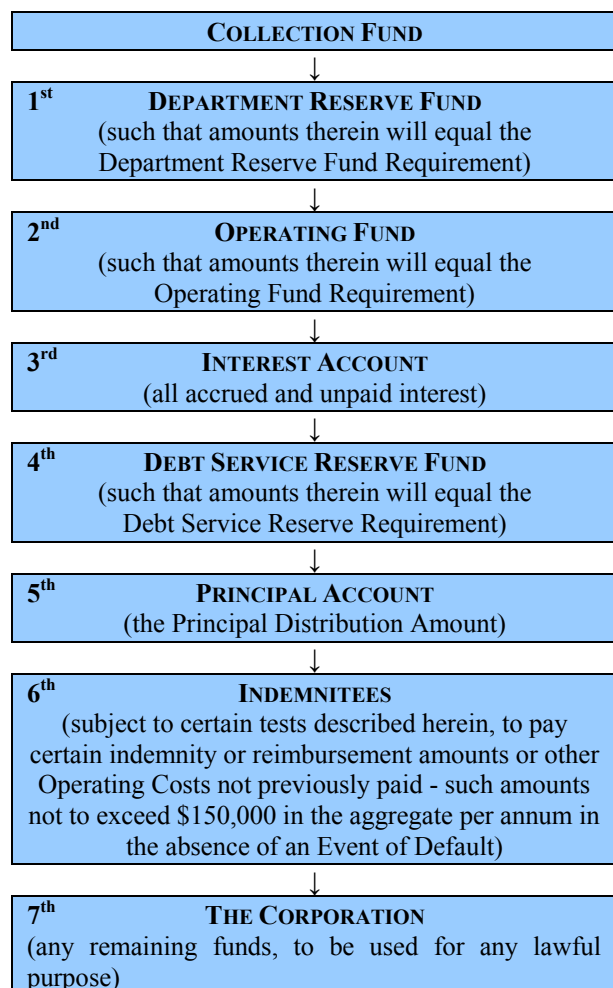 COLLECTION FUND
↓
1st DEPARTMENT RESERVE FUND
(such that amounts therein will equal the
Department Reserve Fund Requirement)
↓
2nd OPERATING FUND
(such that amounts therein will equal the
Operating Fund Requirement)
↓
3rd INTEREST ACCOUNT
(all accrued and unpaid interest)
↓
4th DEBT SERVICE RESERVE FUND
(such that amounts therein will equal the
Debt Service Reserve Requirement)
↓
5th PRINCIPAL ACCOUNT
(the Principal Distribution Amount)
↓
6th INDEMNITEES
(subject to certain tests described herein, to pay
certain indemnity or reimbursement amounts or other
Operating Costs not previously paid - such amounts
not to exceed $150,000 in the aggregate per annum in
the absence of an Event of Default)
↓
7th THE CORPORATION
(any remaining funds, to be used for any lawful
purpose)